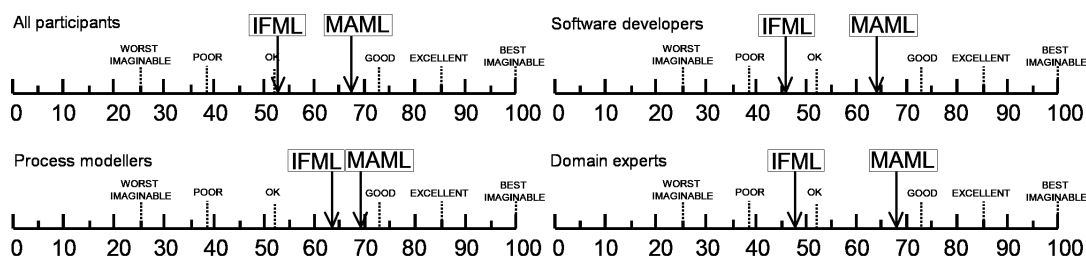 All participants
IFML MAML
WORST IMAGINABLE POOR OK GOOD EXCELLENT BEST IMAGINABLE
0 10 20 30 40 50 60 70 80 90 100
Software developers
IFML MAML
WORST IMAGINABLE POOR OK GOOD EXCELLENT BEST IMAGINABLE
0 10 20 30 40 50 60 70 80 90 100
Process modellers
IFML MAML
WORST IMAGINABLE POOR OK GOOD EXCELLENT BEST IMAGINABLE
0 10 20 30 40 50 60 70 80 90 100
Domain experts
IFML MAML
WORST IMAGINABLE POOR OK GOOD EXCELLENT BEST IMAGINABLE
0 10 20 30 40 50 60 70 80 90 100